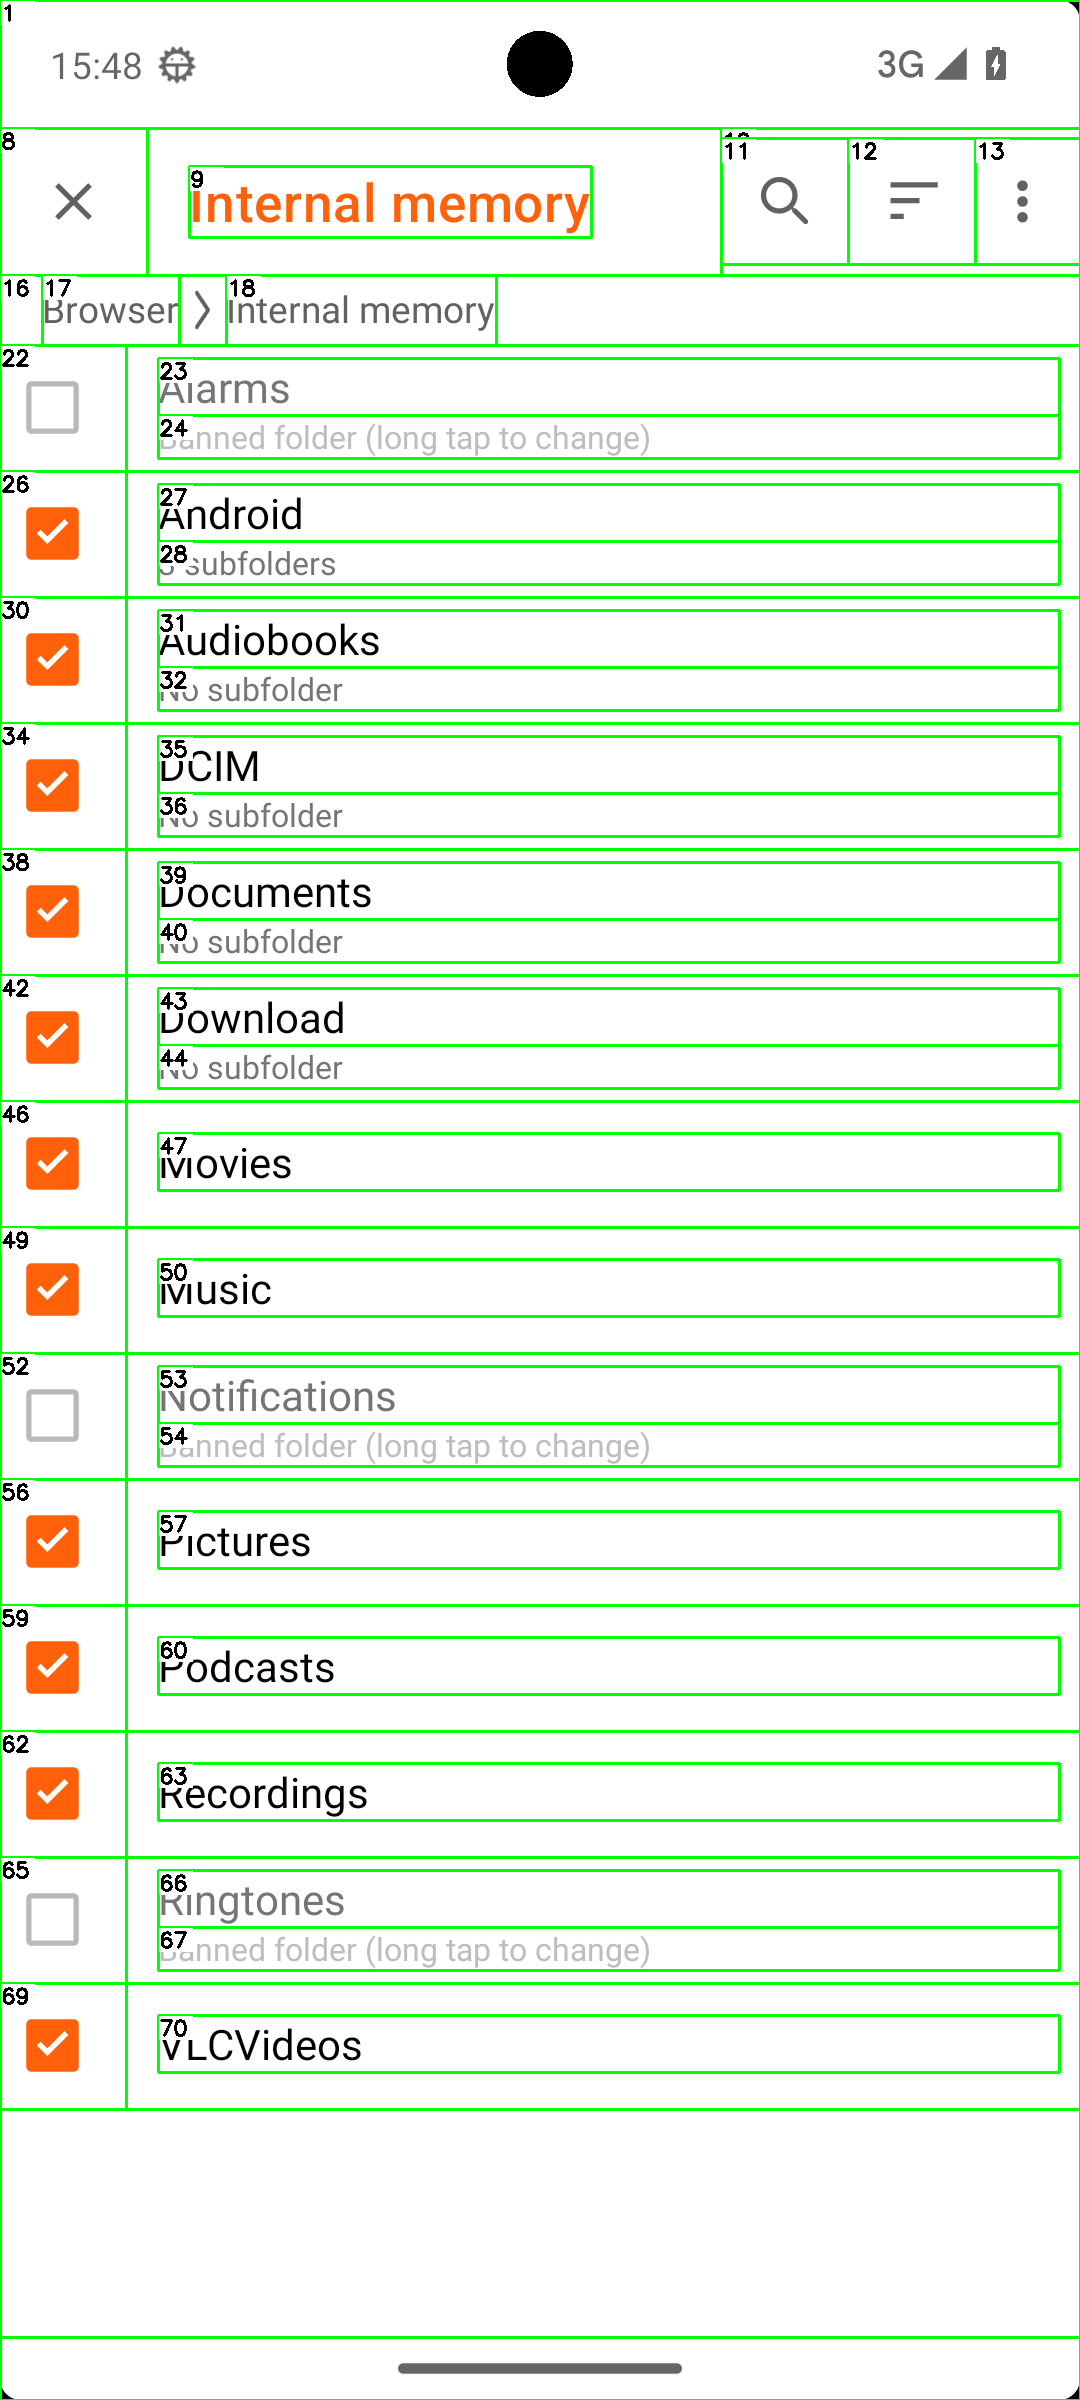 15:48
3G
Internal memory
Browser
Internal memory
Alarms
Banned folder (long tap to change)
Android
subfolders
Audiobooks
No subfolder
DCIM
No subfolder
Documents
No subfolder
Download
No subfolder
Movies
Music
Notifications
Banned folder (long tap to change)
Pictures
Podcasts
Recordings
Ringtones
Banned folder (long tap to change)
VLCVideos
1
8
9
11
12
13
16
17
18
22
23
24
26
27
28
30
31
32
34
35
36
38
39
40
42
43
44
46
47
49
50
52
53
54
56
57
59
60
62
63
65
66
67
69
70